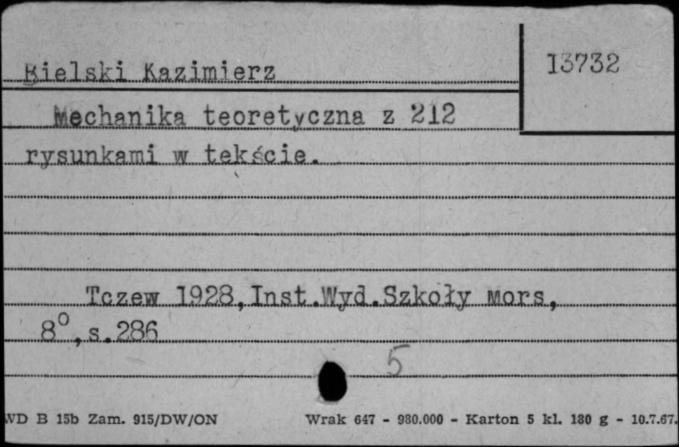 Bielski Kazimierz
13732
Mechanika teoretyczna z 212
rysunkami w tekście.
Tczew 1928, Inst.Wyd.Szkoły Mors,
8°, s.286
5
WD B 15b Zam. 915/DW/ON Wrak 647 - 980.000 - Karton 5 kl. 180 g - 10.7.67.